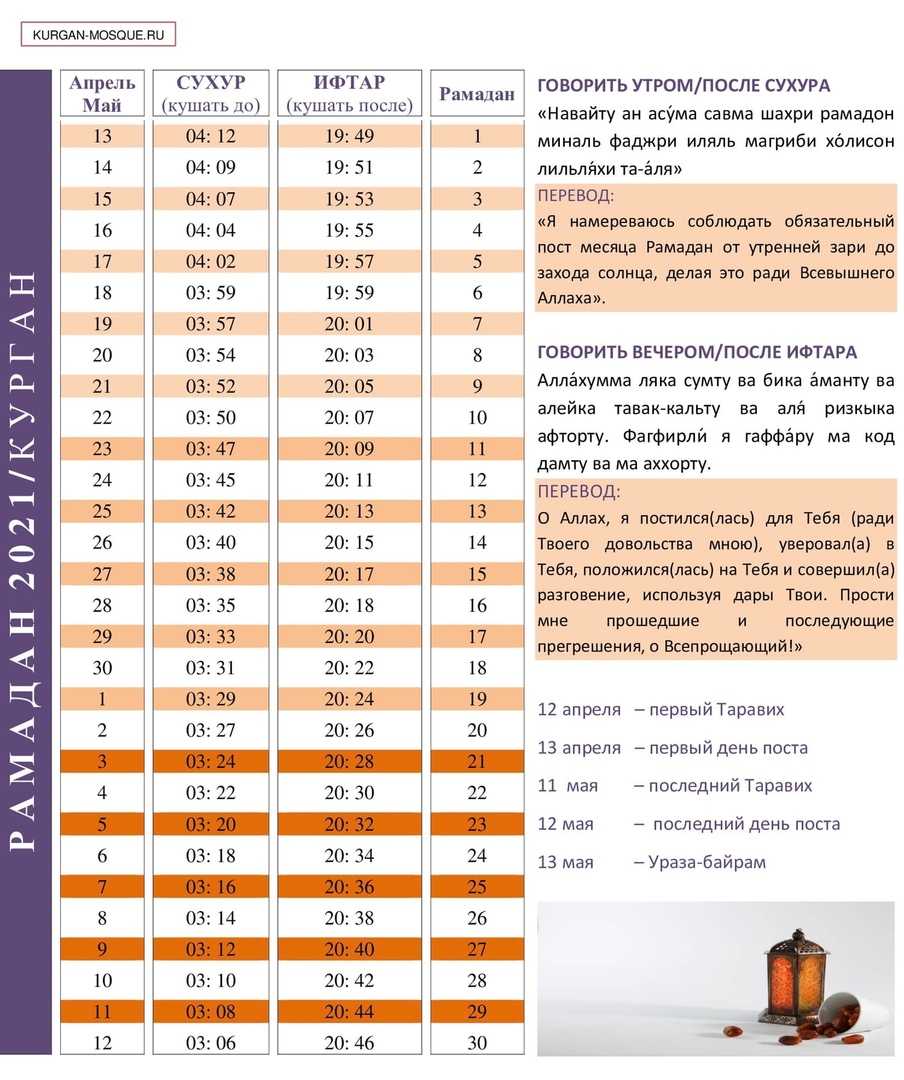 KURGAN-MOSQUE.RU
РАМАДАН 2021/КУРГАН
Апрель Май СУХУР (кушать до) ИФТАР (кушать после) Рамадан
13 04: 12 19: 49 1
14 04: 09 19: 51 2
15 04: 07 19: 53 3
16 04: 04 19: 55 4
17 04: 02 19: 57 5
18 03: 59 19: 59 6
19 03: 57 20: 01 7
20 03: 54 20: 03 8
21 03: 52 20: 05 9
22 03: 50 20: 07 10
23 03: 47 20: 09 11
24 03: 45 20: 11 12
25 03: 42 20: 13 13
26 03: 40 20: 15 14
27 03: 38 20: 17 15
28 03: 35 20: 18 16
29 03: 33 20: 20 17
30 03: 31 20: 22 18
1 03: 29 20: 24 19
2 03: 27 20: 26 20
3 03: 24 20: 28 21
4 03: 22 20: 30 22
5 03: 20 20: 32 23
6 03: 18 20: 34 24
7 03: 16 20: 36 25
8 03: 14 20: 38 26
9 03: 12 20: 40 27
10 03: 10 20: 42 28
11 03: 08 20: 44 29
12 03: 06 20: 46 30
ГОВОРИТЬ УТРОМ/ПОСЛЕ СУХУРА
«Навайту ан асу́ма савма шахри рамадон
миналь фаджри иляль магриби хо́лисон
лильля́хи та-а́ля»
ПЕРЕВОД:
«Я намереваюсь соблюдать обязательный
пост месяца Рамадан от утренней зари до
захода солнца, делая это ради Всевышнего
Аллаха».
ГОВОРИТЬ ВЕЧЕРОМ/ПОСЛЕ ИФТАРА
Алла́хумма ляка сумту ва бика а́манту ва
алейка тавак-кальту ва аля́ ризкыка
афторту. Фагфирли́ я гаффа́ру ма код
дамту ва ма аххорту.
ПЕРЕВОД:
О Аллах, я постился(лась) для Тебя (ради
Твоего довольства мною), уверовал(а) в
Тебя, положился(лась) на Тебя и совершил(а)
разговение, используя дары Твои. Прости
мне прошедшие и последующие
прегрешения, о Всепрощающий!»
12 апреля – первый Таравих
13 апреля – первый день поста
11 мая – последний Таравих
12 мая – последний день поста
13 мая – Ураза-байрам